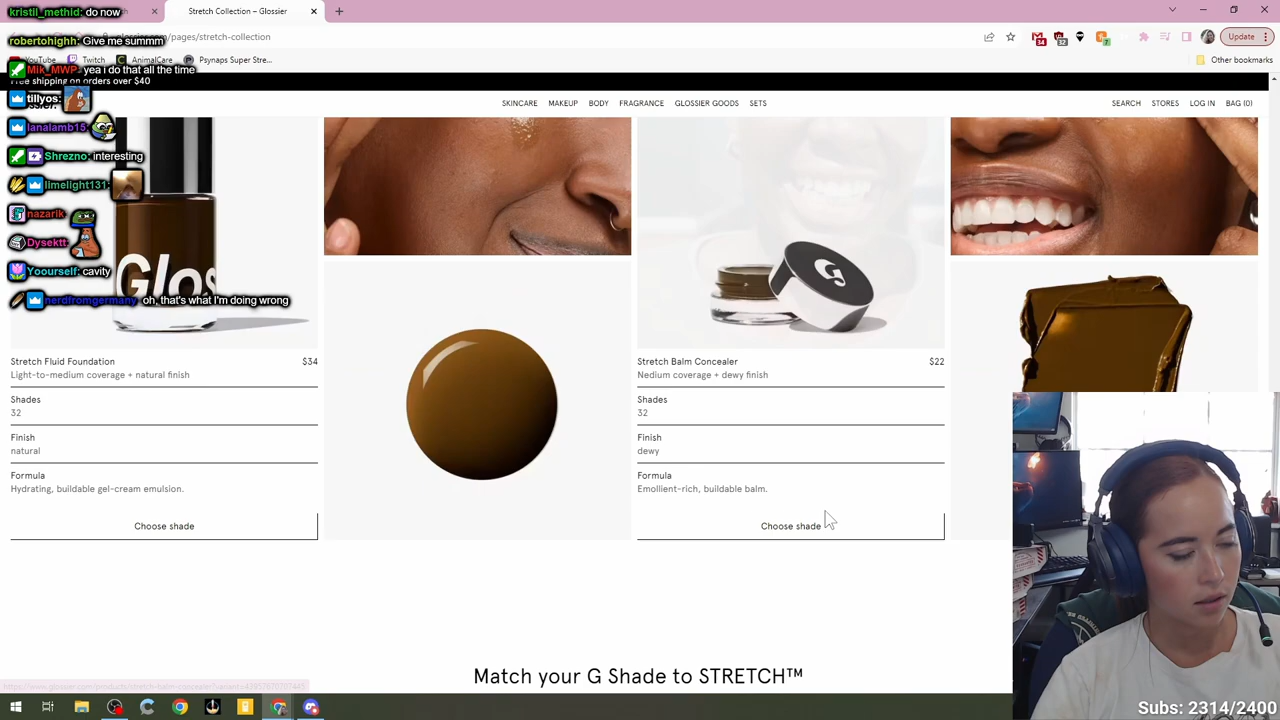 kristii_methid: do now
Stretch Collection – Glossier
/pages/stretch-collection
Update
robertohighh: Give me summm
YouTube Twitch AnimalCare Psynaps Super Stre... Other bookmarks
Mik_MWP: yea i do that all the time
Free shipping on orders over $40
tillyos:
SKINCARE MAKEUP BODY FRAGRANCE GLOSSIER GOODS SETS SEARCH STORES LOG IN BAG (0)
lanalamb15:
Shrezno: interesting
limelight131:
nazarik:
Dysektt:
Yoourself: cavity
Glos
G
nerdfromgermany: oh, that's what I'm doing wrong
Stretch Fluid Foundation $34
Light-to-medium coverage + natural finish
Shades
32
Finish
natural
Formula
Hydrating, buildable gel-cream emulsion.
Choose shade
Stretch Balm Concealer $22
Nedium coverage + dewy finish
Shades
32
Finish
dewy
Formula
Emollient-rich, buildable balm.
Choose shade
Match your G Shade to STRETCH™
Subs: 2314/2400